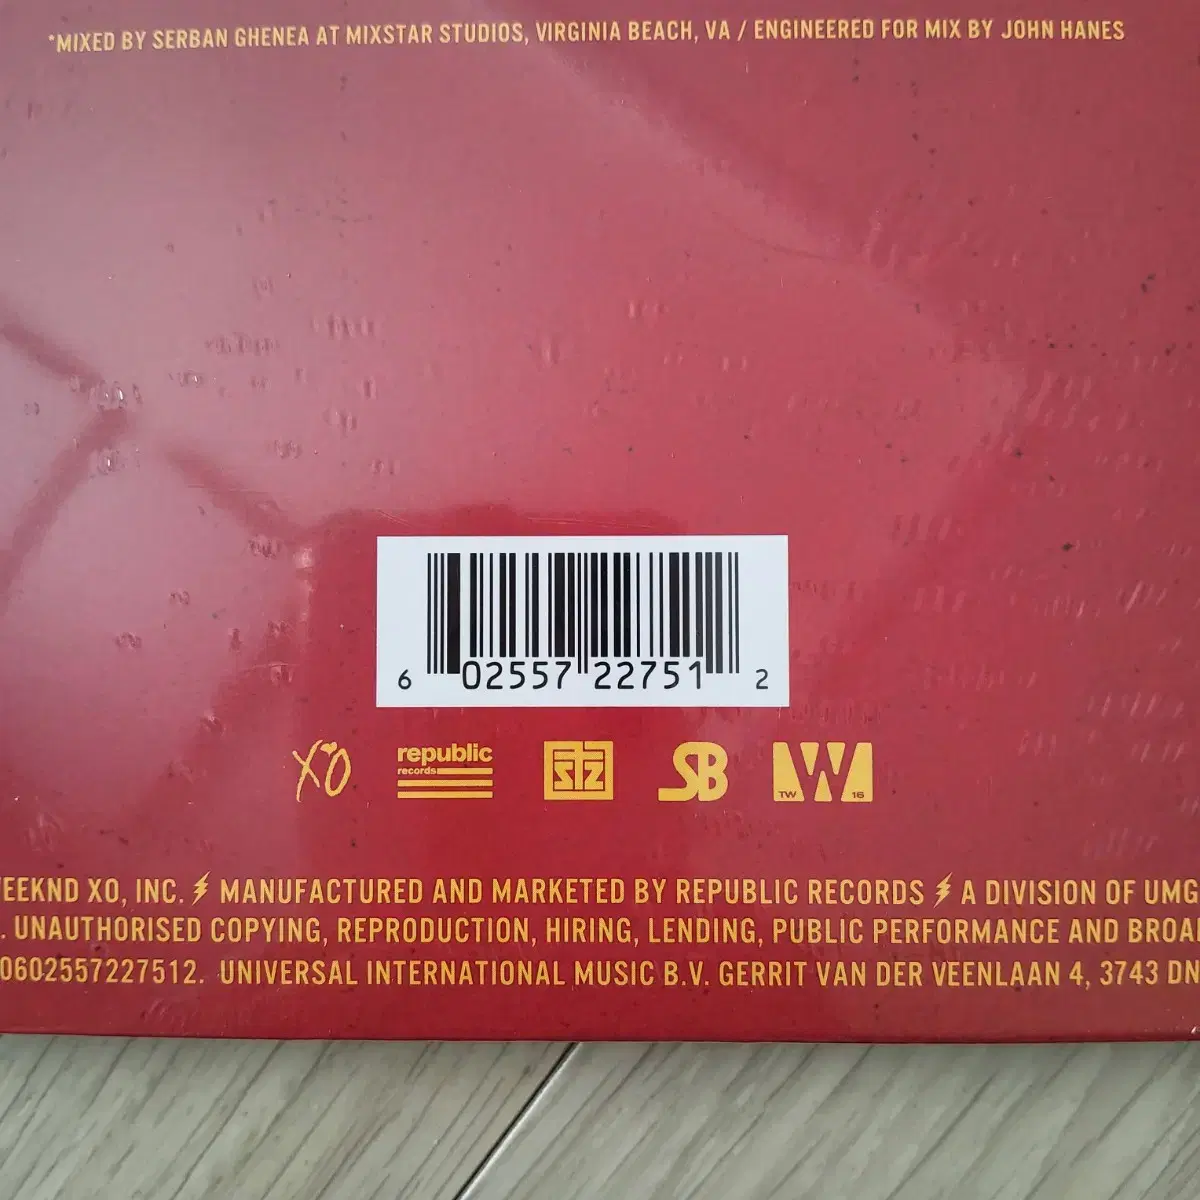 *MIXED BY SERBAN GHENEA AT MIXSTAR STUDIOS, VIRGINIA BEACH, VA / ENGINEERED FOR MIX BY JOHN HANES
6 02557 22751 2
XO republic records STZ SB W TW 16
EEKND XO, INC. MANUFACTURED AND MARKETED BY REPUBLIC RECORDS A DIVISION OF UMG
. UNAUTHORISED COPYING, REPRODUCTION, HIRING, LENDING, PUBLIC PERFORMANCE AND BROA
0602557227512. UNIVERSAL INTERNATIONAL MUSIC B.V. GERRIT VAN DER VEENLAAN 4, 3743 DN